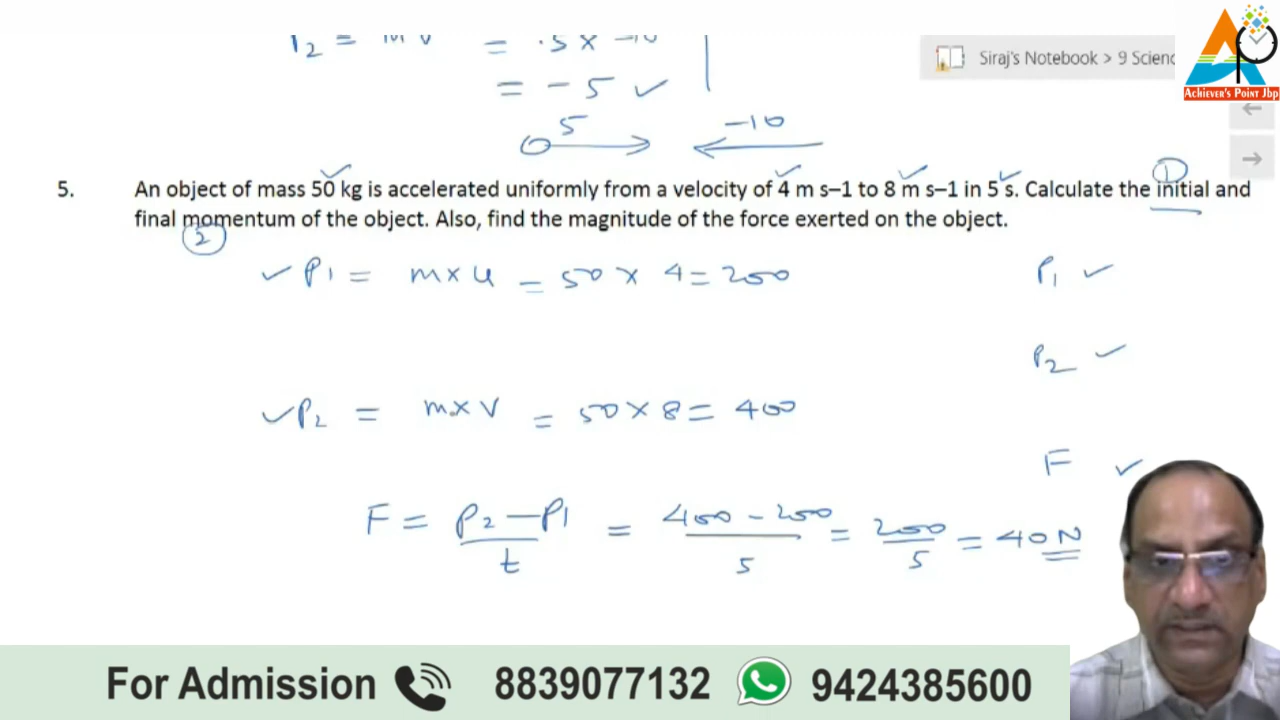 P₂ = mv = .5 x -10
= -5 ✓
5 -10
Siraj's Notebook > 9 Scienc
ACHIEVER'S POINT JBP
5. An object of mass 50 kg is accelerated uniformly from a velocity of 4 m s–1 to 8 m s–1 in 5 s. Calculate the initial and
① 
final momentum of the object. Also, find the magnitude of the force exerted on the object.
②
✓ P₁ = m x u = 50 x 4 = 200
P₁ ✓
P₂ ✓
✓ P₂ = m x v = 50 x 8 = 400
F ✓
F = P₂ – P₁ / t = 400 – 200 / 5 = 200 / 5 = 40 N
For Admission 8839077132 9424385600